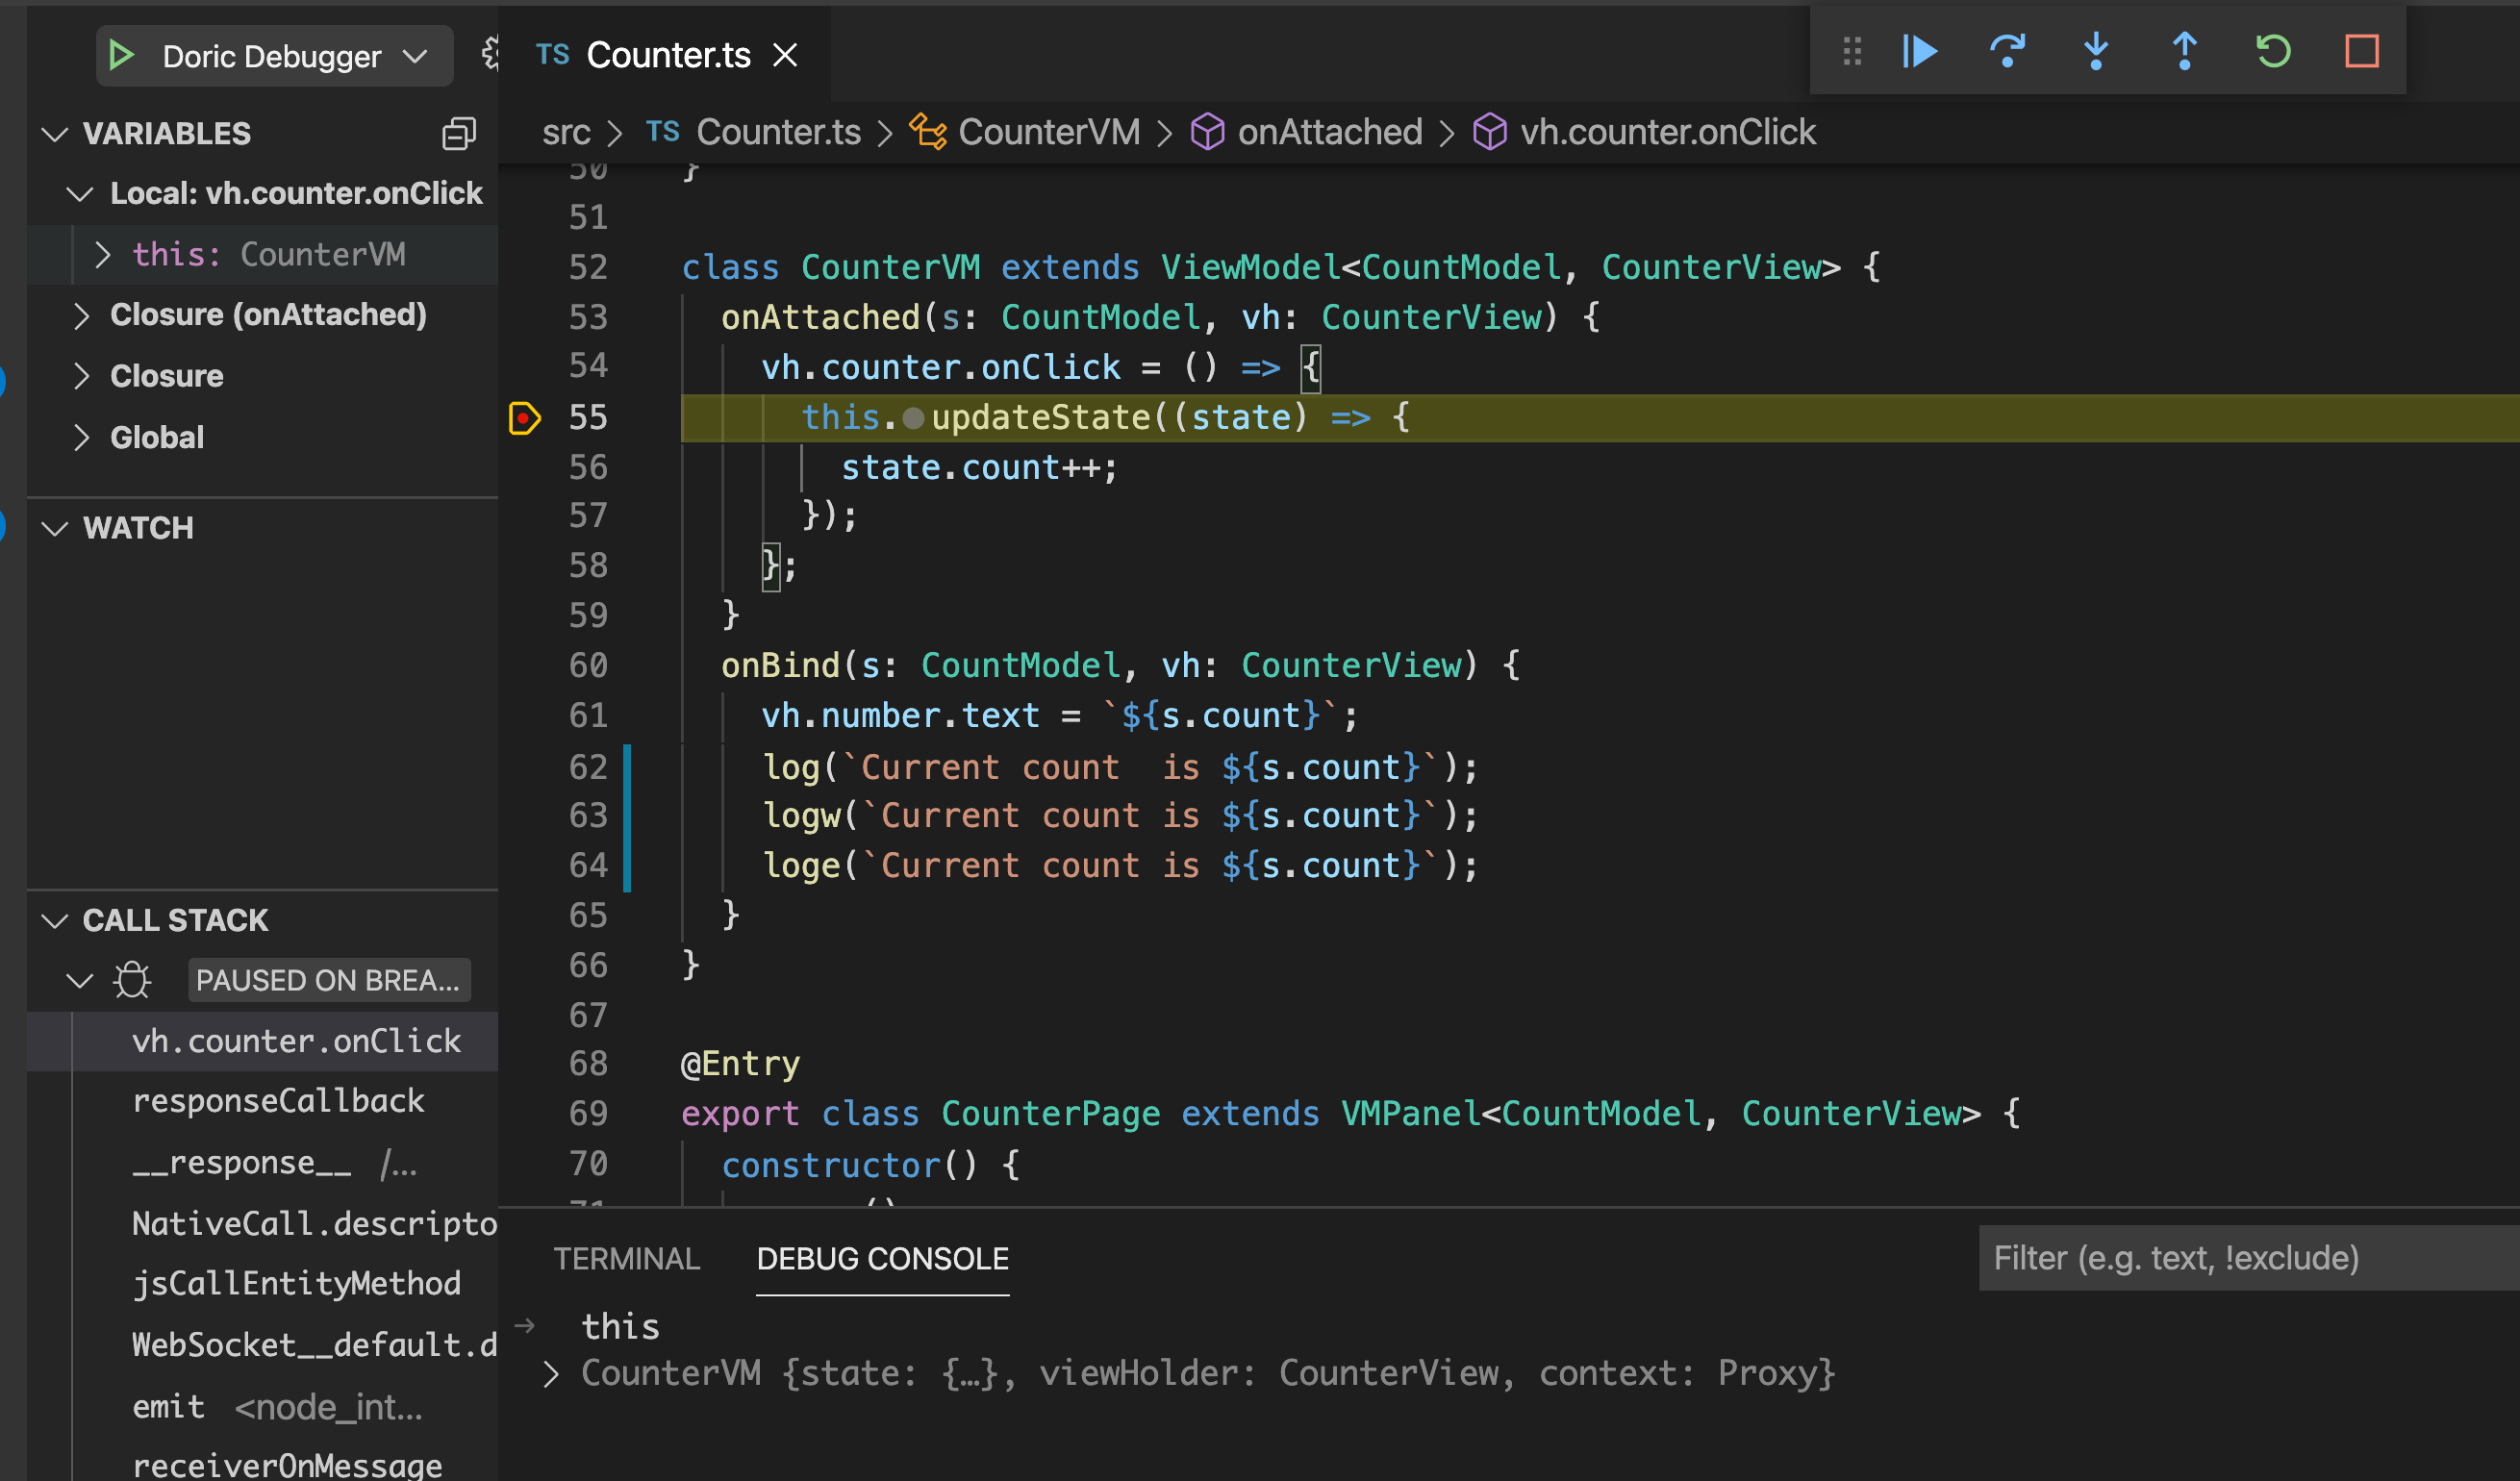 Doric Debugger
VARIABLES
Local: vh.counter.onClick
this: CounterVM
Closure (onAttached)
Closure
Global
WATCH
CALL STACK
PAUSED ON BREA...
vh.counter.onClick
responseCallback
__response__ /...
NativeCall.descripto
jsCallEntityMethod
WebSocket__default.d
emit <node_int...
receiverOnMessage
TS Counter.ts
src > TS Counter.ts > CounterVM > onAttached > vh.counter.onClick
50 }
51
52 class CounterVM extends ViewModel<CountModel, CounterView> {
53 onAttached(s: CountModel, vh: CounterView) {
54 vh.counter.onClick = () => {
55 this.updateState((state) => {
56 state.count++;
57 });
58 };
59 }
60 onBind(s: CountModel, vh: CounterView) {
61 vh.number.text = `${s.count}`;
62 log(`Current count  is ${s.count}`);
63 logw(`Current count is ${s.count}`);
64 loge(`Current count is ${s.count}`);
65 }
66 }
67
68 @Entry
69 export class CounterPage extends VMPanel<CountModel, CounterView> {
70 constructor() {
TERMINAL DEBUG CONSOLE
Filter (e.g. text, !exclude)
→ this
> CounterVM {state: {…}, viewHolder: CounterView, context: Proxy}